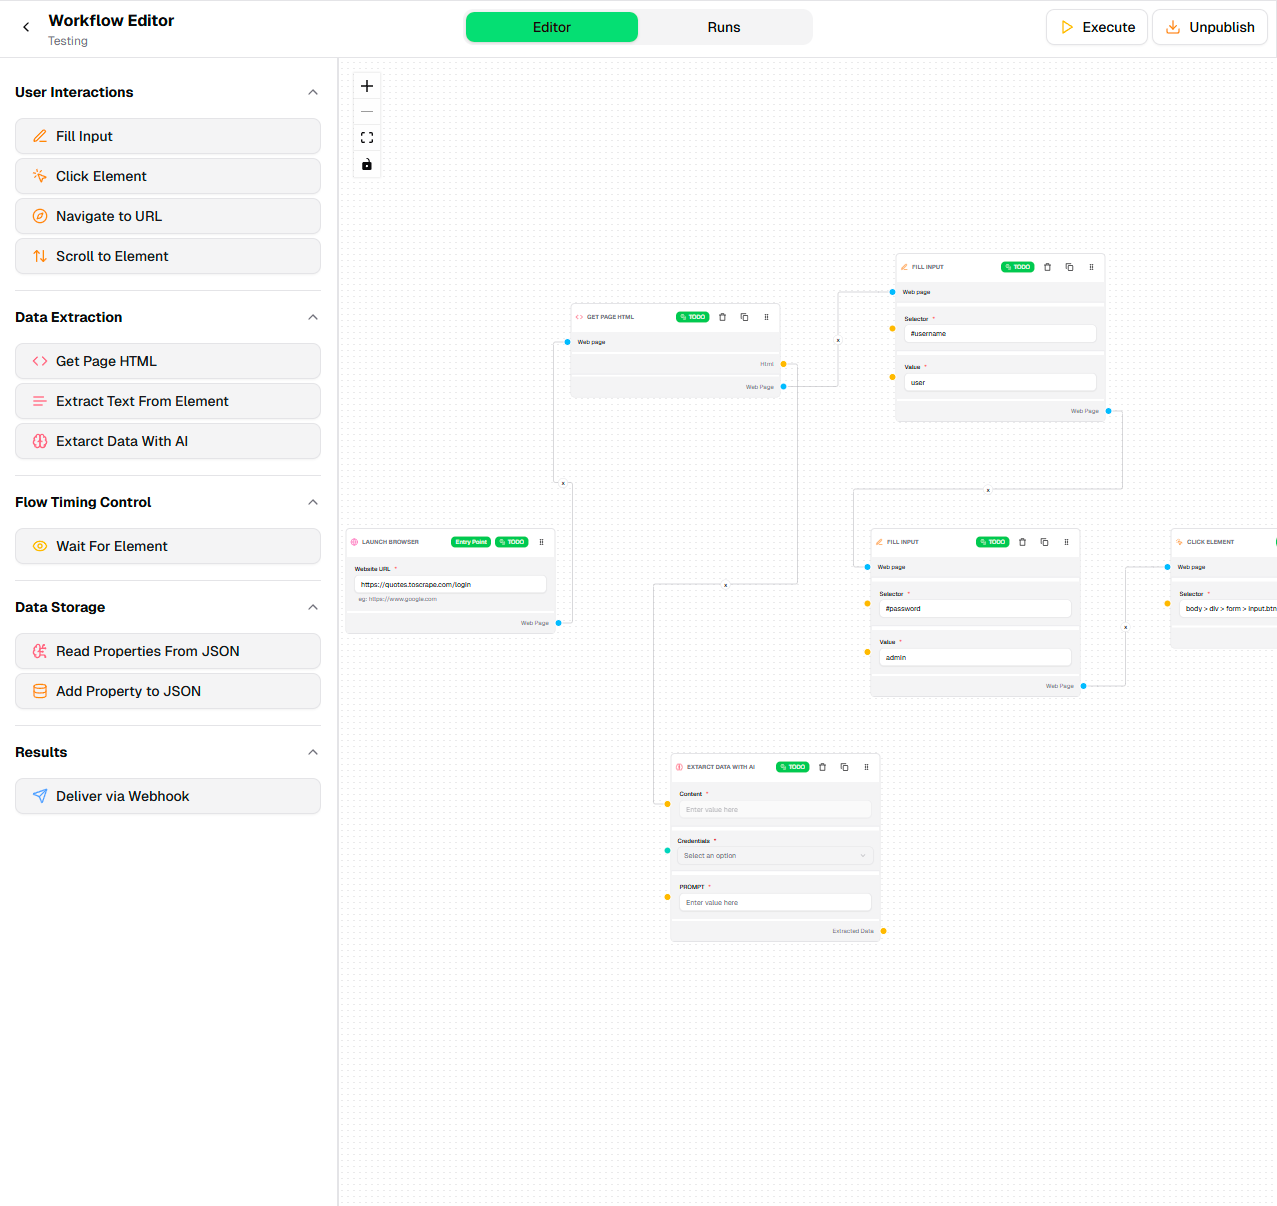 Workflow Editor
Testing
Editor
Runs
Execute
Unpublish
User Interactions
Fill Input
Click Element
Navigate to URL
Scroll to Element
Data Extraction
Get Page HTML
Extract Text From Element
Extarct Data With AI
Flow Timing Control
Wait For Element
Data Storage
Read Properties From JSON
Add Property to JSON
Results
Deliver via Webhook
LAUNCH BROWSER
Entry Point
TODO
Website URL *
https://quotes.toscrape.com/login
eg: https://www.google.com
Web Page
x
GET PAGE HTML
TODO
Web page
Html
Web Page
x
FILL INPUT
TODO
Web page
Selector *
#username
Value *
user
Web Page
x
FILL INPUT
TODO
Web page
Selector *
#password
Value *
admin
Web Page
x
CLICK ELEMENT
Web page
Selector *
body > div > form > input.btn
x
EXTARCT DATA WITH AI
TODO
Content *
Enter value here
Credentials *
Select an option
PROMPT *
Enter value here
Extracted Data